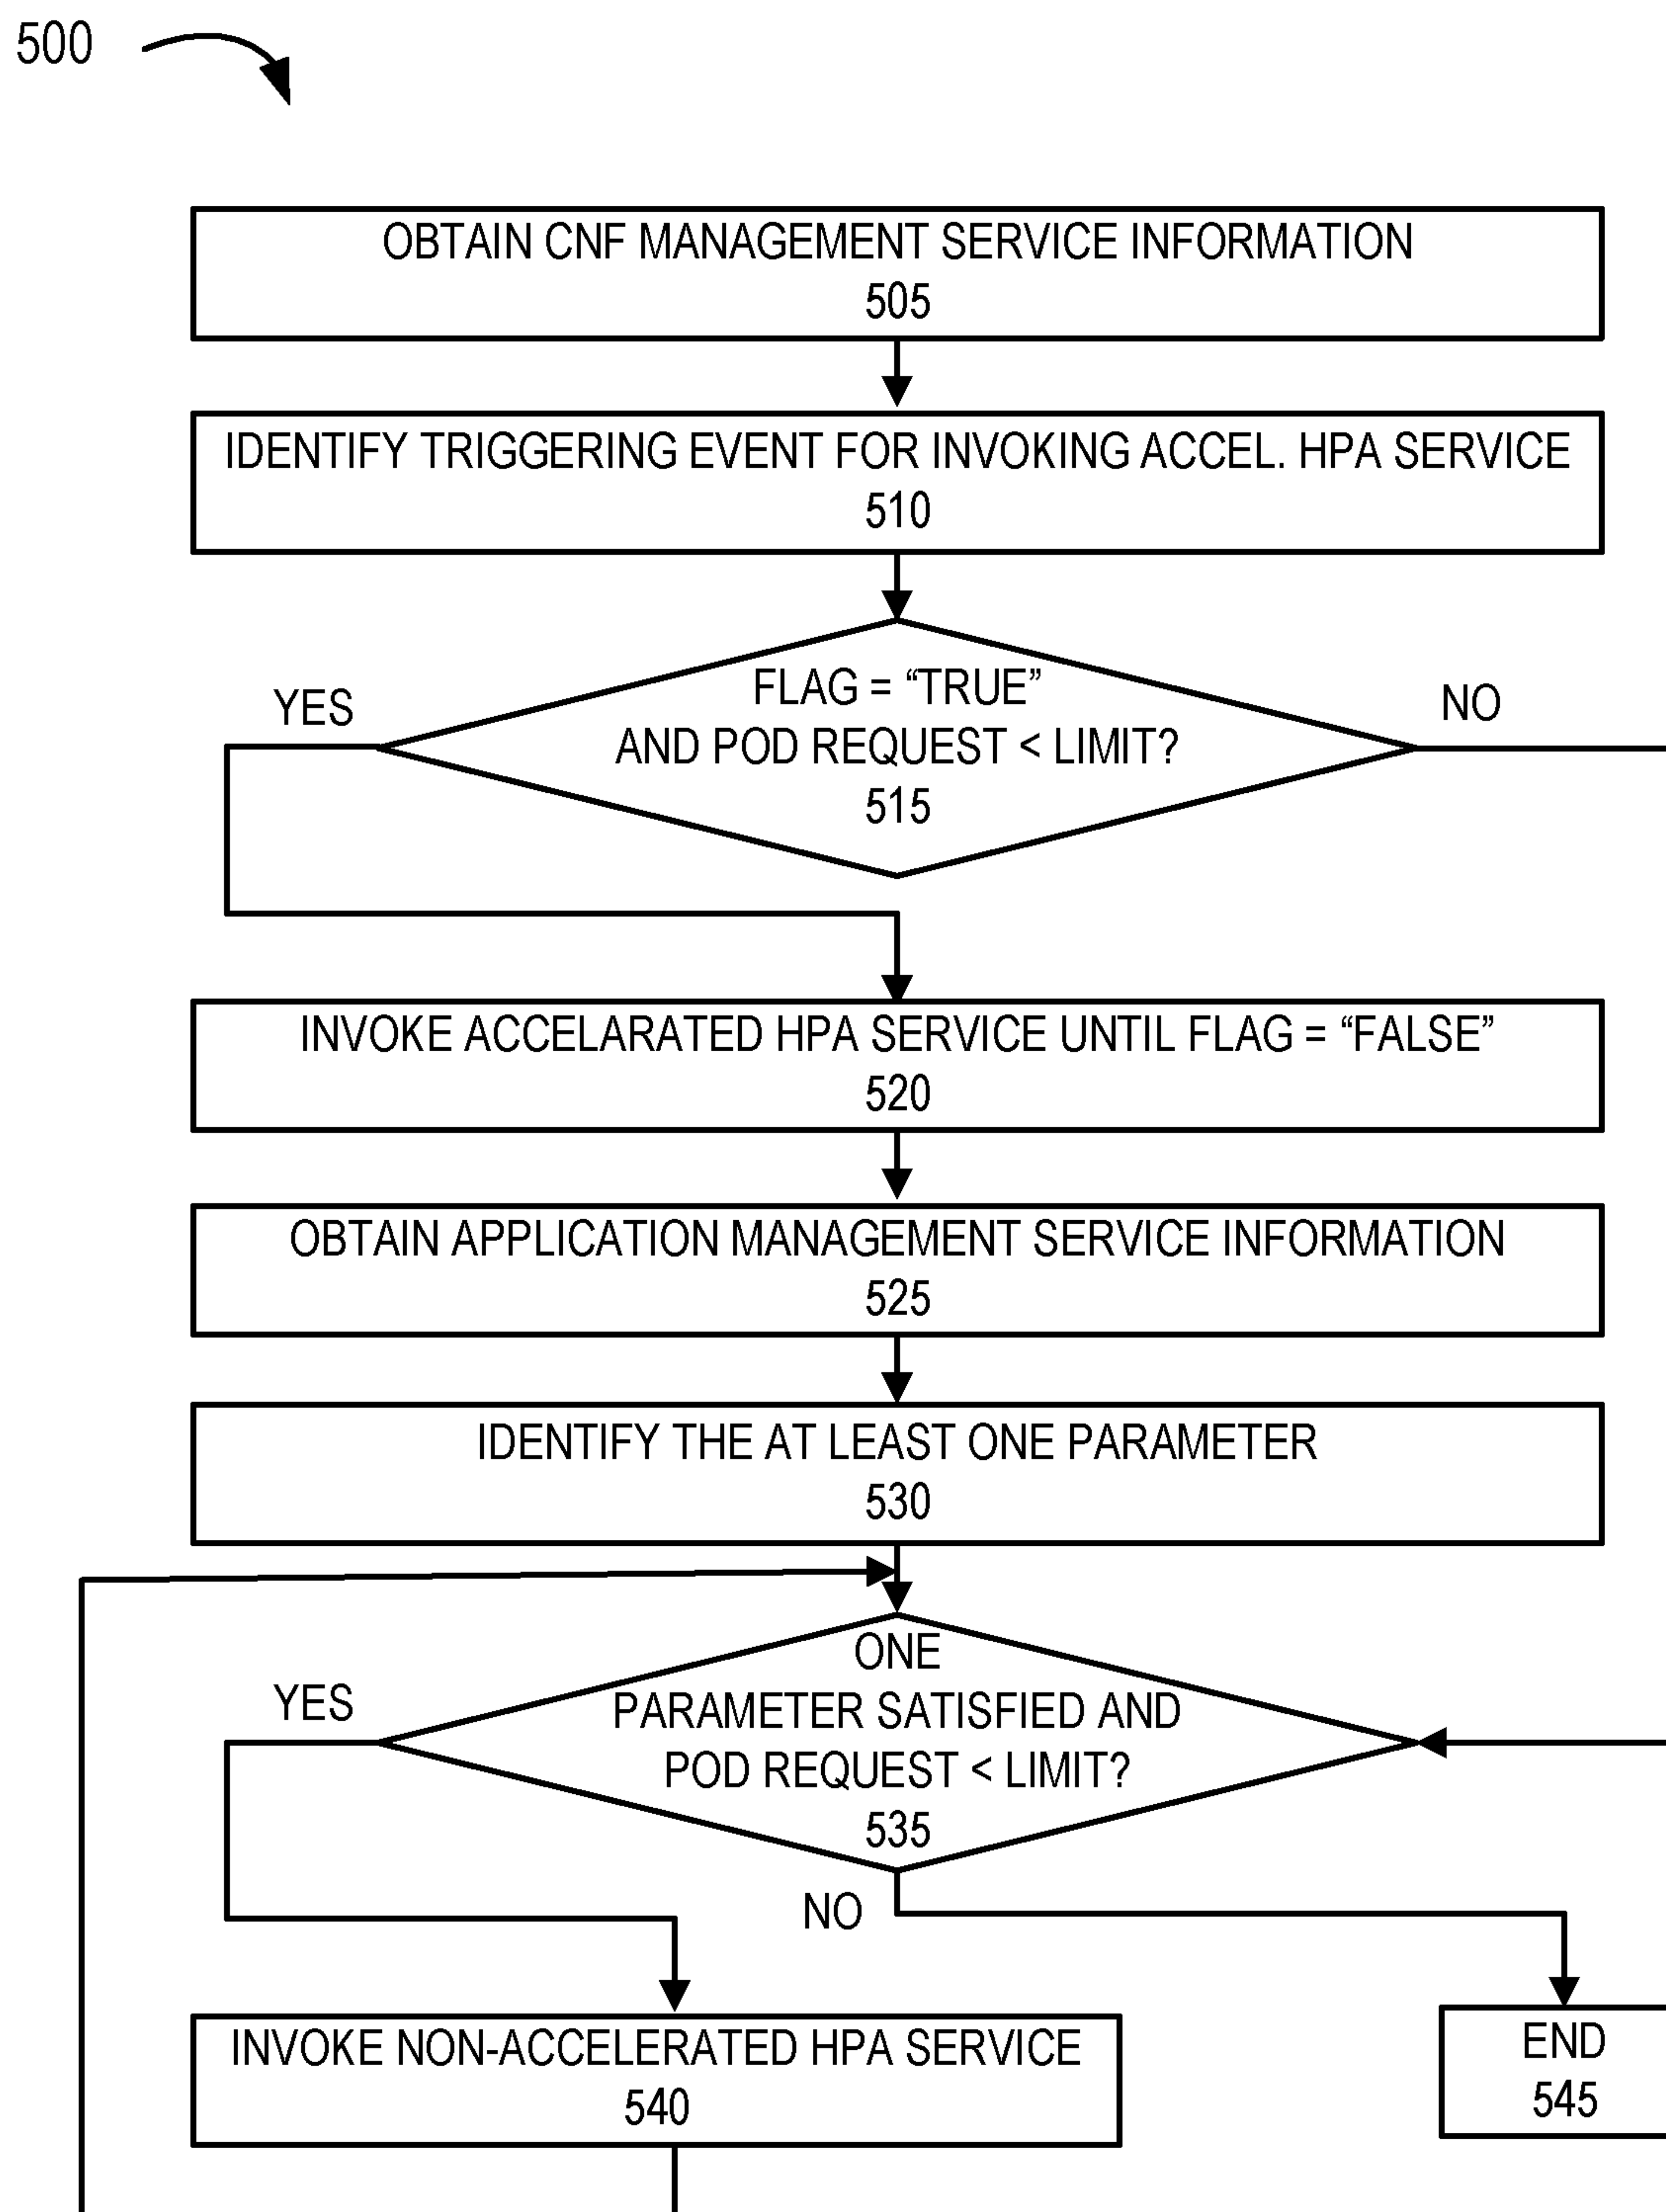 500
OBTAIN CNF MANAGEMENT SERVICE INFORMATION
505
IDENTIFY TRIGGERING EVENT FOR INVOKING ACCEL. HPA SERVICE
510
FLAG = “TRUE”
AND POD REQUEST < LIMIT?
515
YES
NO
INVOKE ACCELARATED HPA SERVICE UNTIL FLAG = “FALSE”
520
OBTAIN APPLICATION MANAGEMENT SERVICE INFORMATION
525
IDENTIFY THE AT LEAST ONE PARAMETER
530
ONE
PARAMETER SATISFIED AND
POD REQUEST < LIMIT?
535
YES
NO
INVOKE NON-ACCELERATED HPA SERVICE
540
END
545